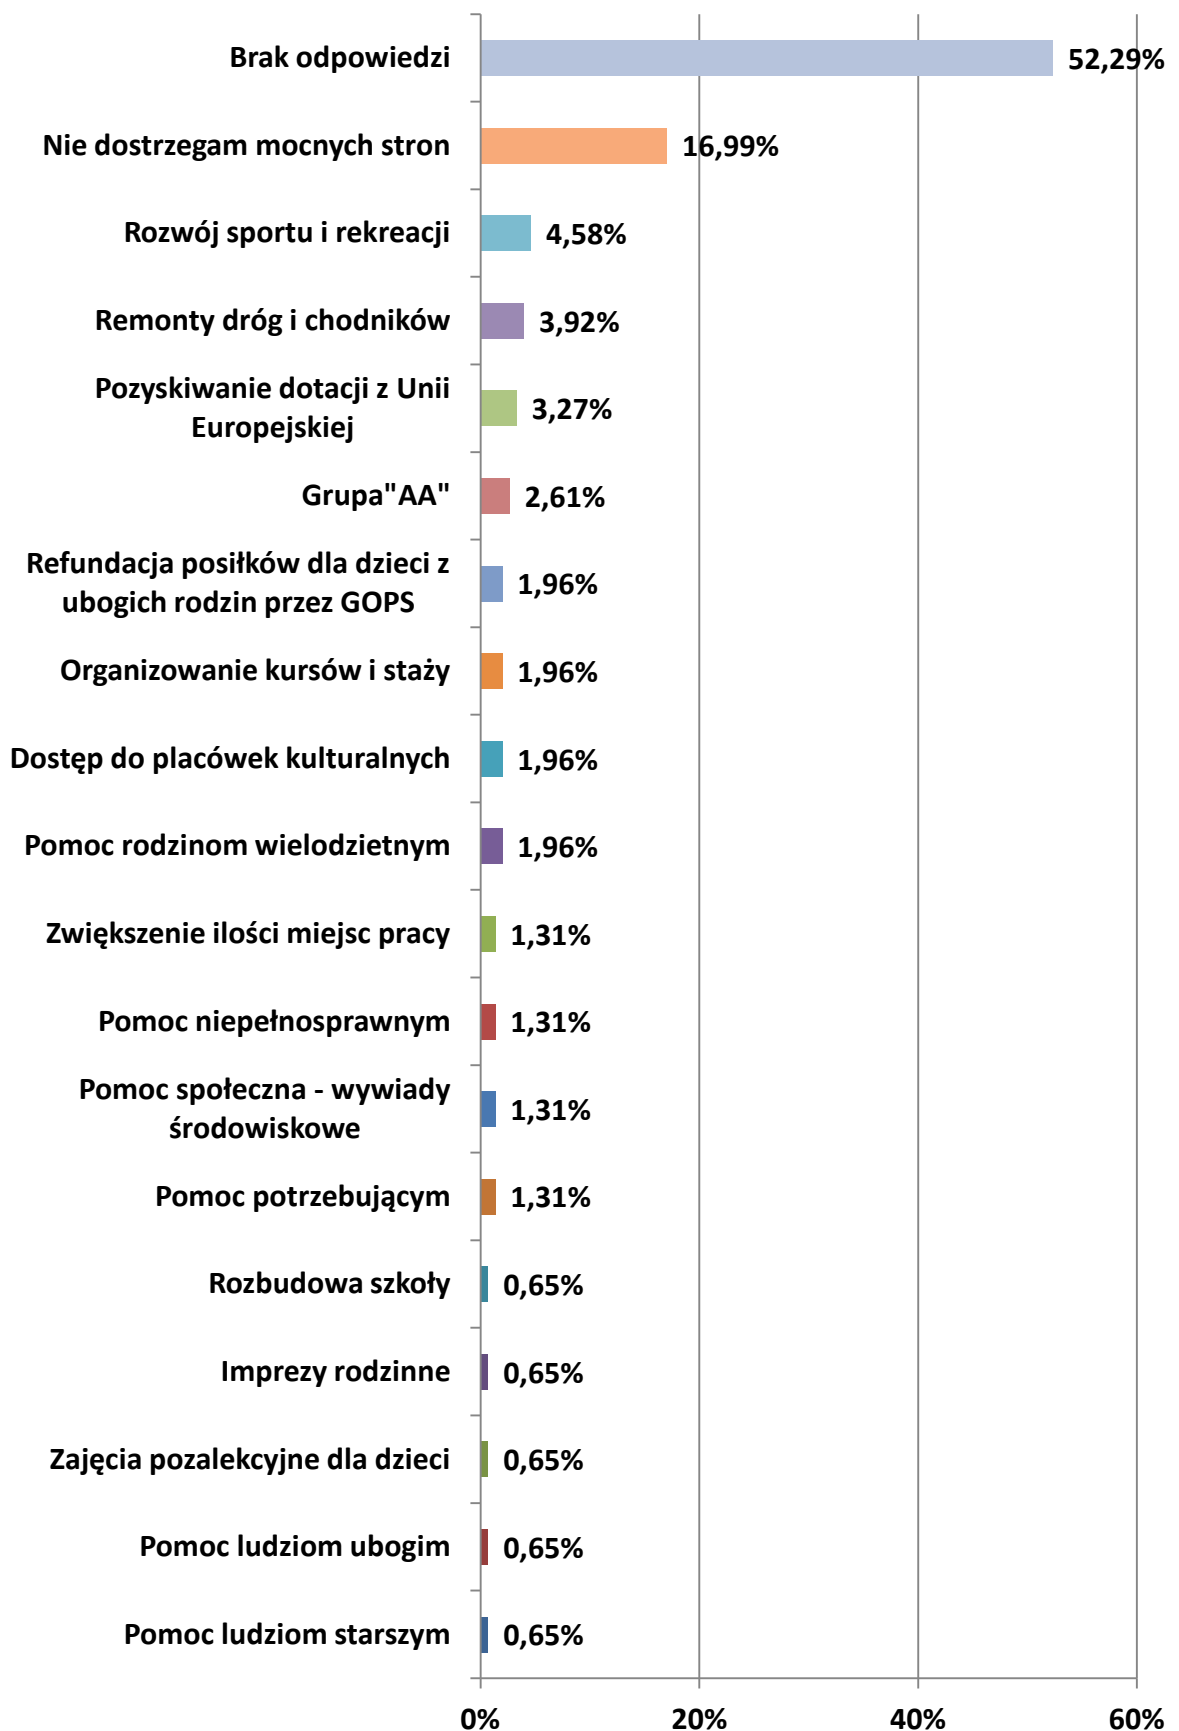 Brak odpowiedzi
52,29%
Nie dostrzegam mocnych stron
16,99%
Rozwój sportu i rekreacji
4,58%
Remonty dróg i chodników
3,92%
Pozyskiwanie dotacji z Unii
Europejskiej
3,27%
Grupa"AA"
2,61%
Refundacja posiłków dla dzieci z
ubogich rodzin przez GOPS
1,96%
Organizowanie kursów i staży
1,96%
Dostęp do placówek kulturalnych
1,96%
Pomoc rodzinom wielodzietnym
1,96%
Zwiększenie ilości miejsc pracy
1,31%
Pomoc niepełnosprawnym
1,31%
Pomoc społeczna - wywiady
środowiskowe
1,31%
Pomoc potrzebującym
1,31%
Rozbudowa szkoły
0,65%
Imprezy rodzinne
0,65%
Zajęcia pozalekcyjne dla dzieci
0,65%
Pomoc ludziom ubogim
0,65%
Pomoc ludziom starszym
0,65%
0%
20%
40%
60%